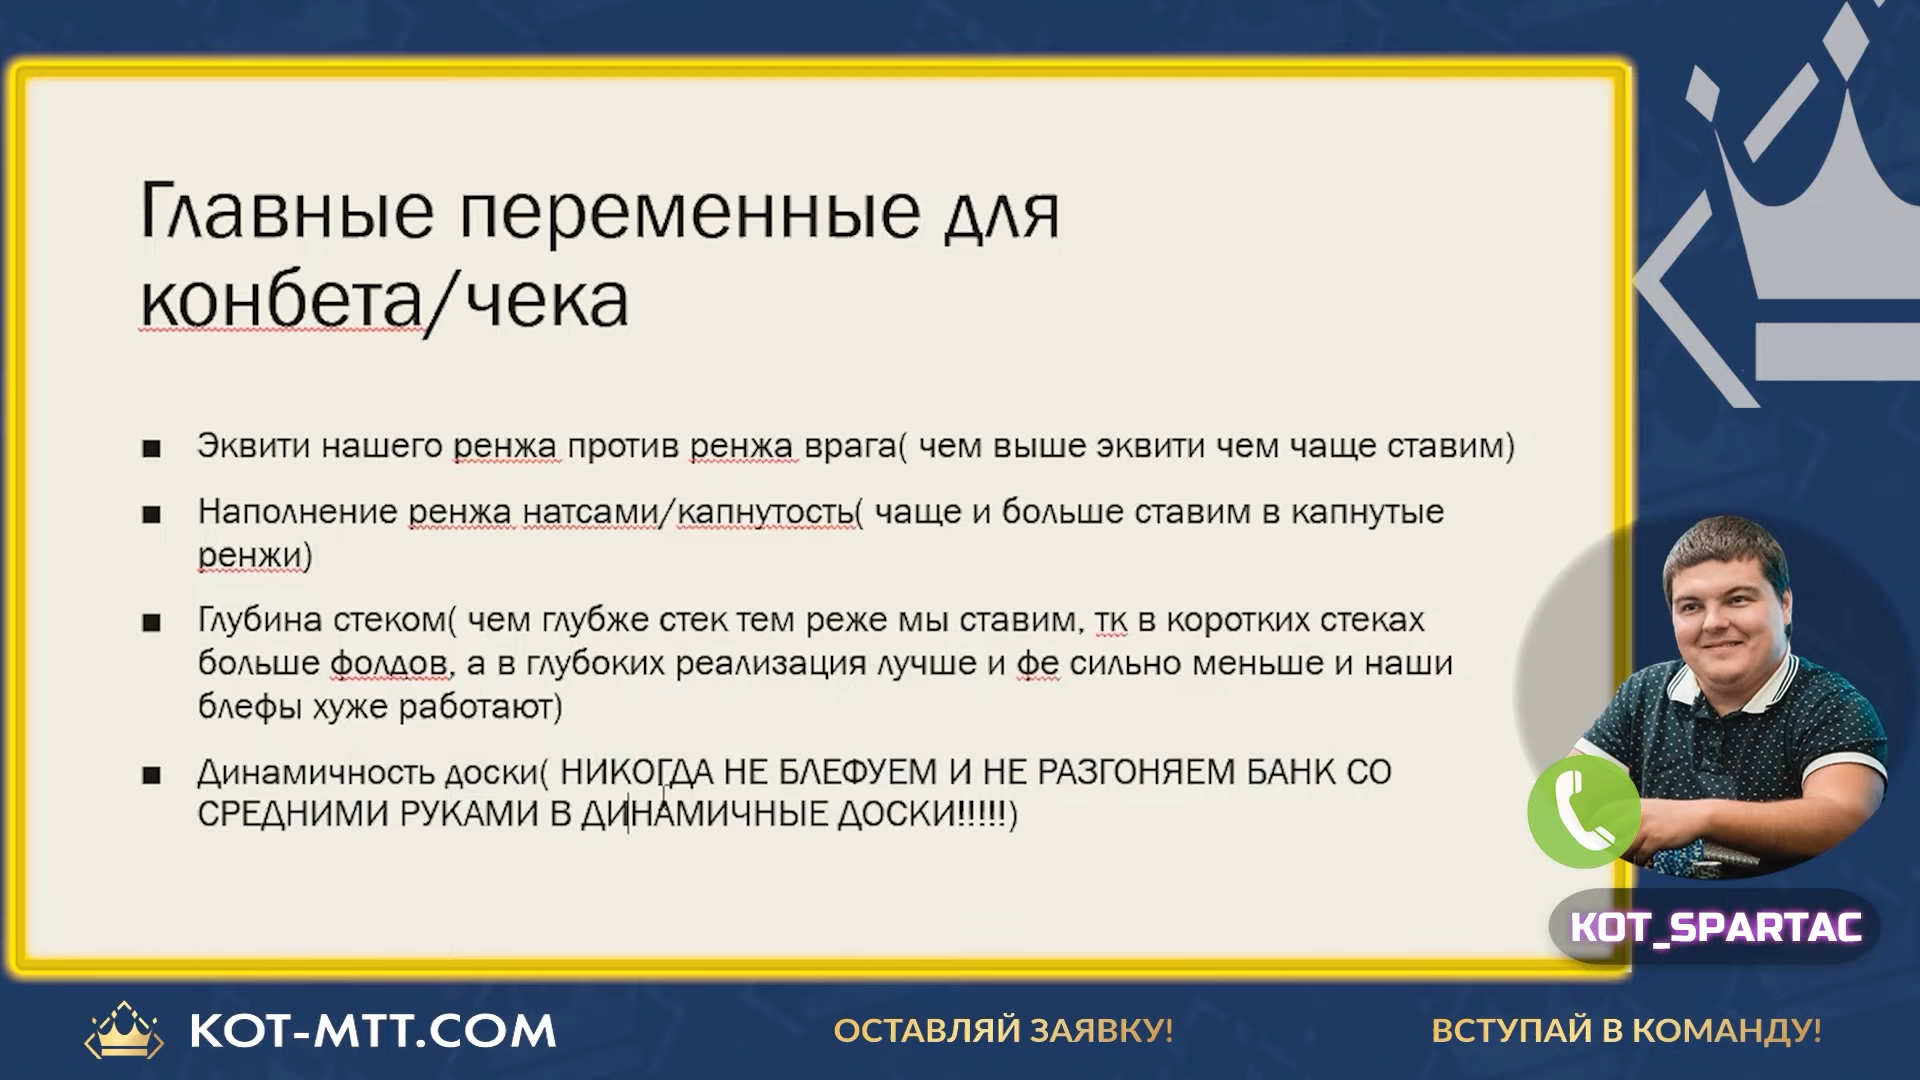 Главные переменные для
конбета/чека
■ Эквити нашего ренжа против ренжа врага( чем выше эквити чем чаще ставим)
■ Наполнение ренжа натсами/капнутость( чаще и больше ставим в капнутые
ренжи)
■ Глубина стеком( чем глубже стек тем реже мы ставим, тк в коротких стеках
больше фолдов, а в глубоких реализация лучше и фе сильно меньше и наши
блефы хуже работают)
■ Динамичность доски( НИКОГДА НЕ БЛЕФУЕМ И НЕ РАЗГОНЯЕМ БАНК СО
СРЕДНИМИ РУКАМИ В ДИНАМИЧНЫЕ ДОСКИ!!!!!)
KOT_SPARTAC
KOT-MTT.COM
ОСТАВЛЯЙ ЗАЯВКУ!
ВСТУПАЙ В КОМАНДУ!